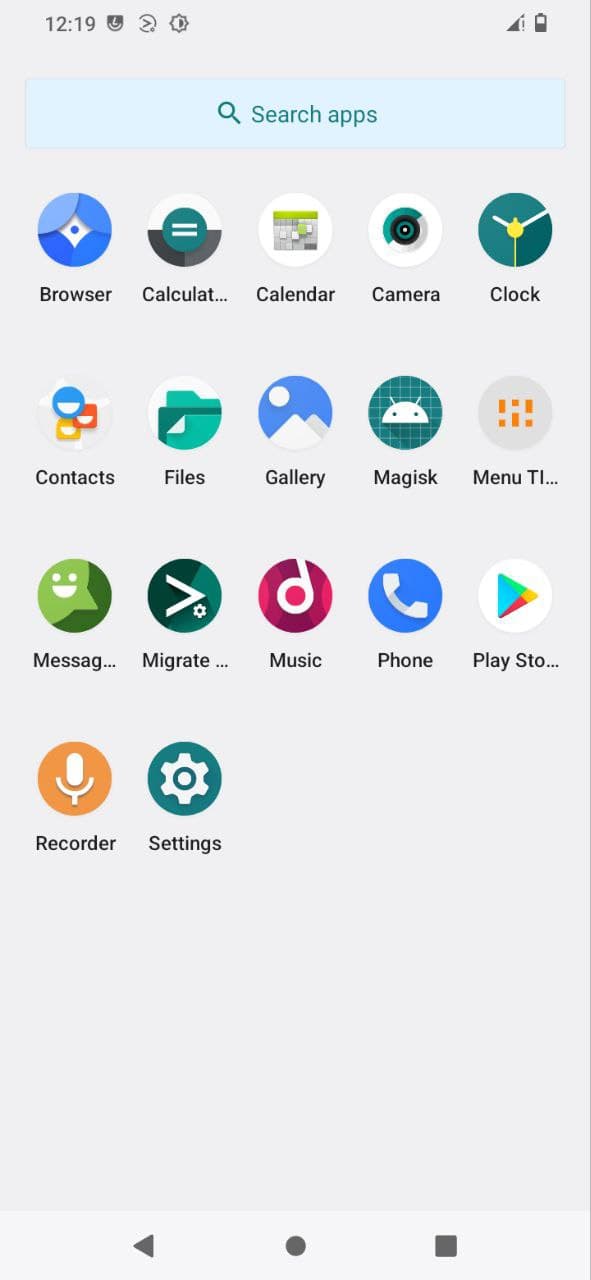 12:19
Search apps
Browser
Calculat...
Calendar
Camera
Clock
Contacts
Files
Gallery
Magisk
Menu TI...
Messag...
Migrate ...
Music
Phone
Play Sto...
Recorder
Settings